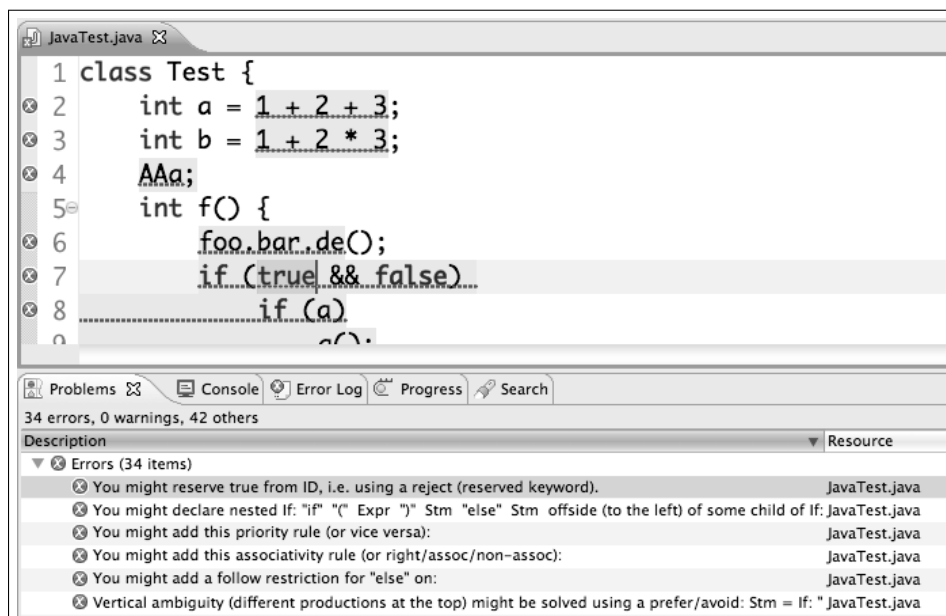 JavaTest.java
1 class Test {
2 int a = 1 + 2 + 3;
3 int b = 1 + 2 * 3;
4 AAa;
5 int f() {
6 foo.bar.de();
7 if (true && false)
8 if (a)
9 a();
Problems Console Error Log Progress Search
34 errors, 0 warnings, 42 others
Description Resource
Errors (34 items)
You might reserve true from ID, i.e. using a reject (reserved keyword). JavaTest.java
You might declare nested If: "if" "(" Expr ")" Stm "else" Stm offside (to the left) of some child of If: JavaTest.java
You might add this priority rule (or vice versa): JavaTest.java
You might add this associativity rule (or right/assoc/non-assoc): JavaTest.java
You might add a follow restriction for "else" on: JavaTest.java
Vertical ambiguity (different productions at the top) might be solved using a prefer/avoid: Stm = If: " JavaTest.java